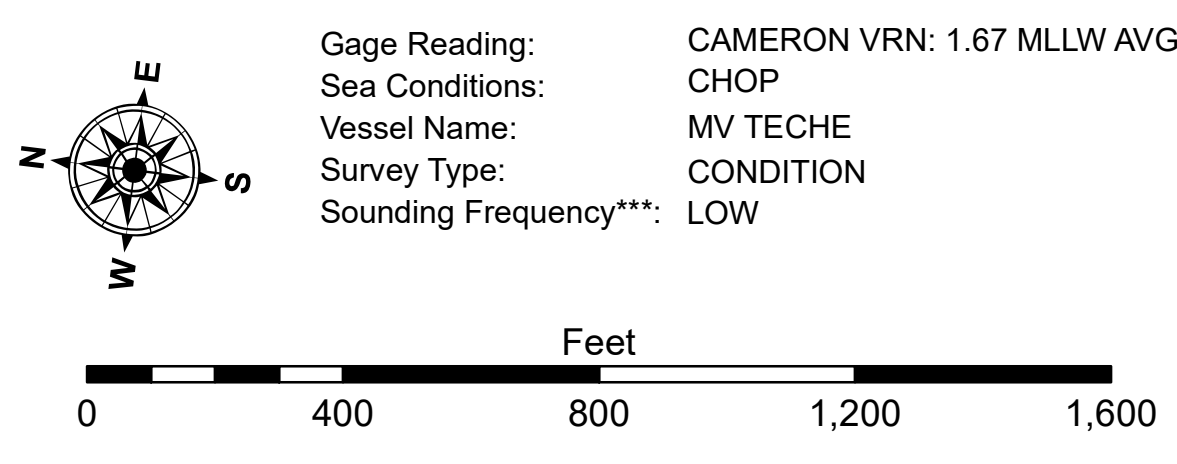 E
N
S
W
Gage Reading: CAMERON VRN: 1.67 MLLW AVG
Sea Conditions: CHOP
Vessel Name: MV TECHE
Survey Type: CONDITION
Sounding Frequency***: LOW
Feet
0 400 800 1,200 1,600